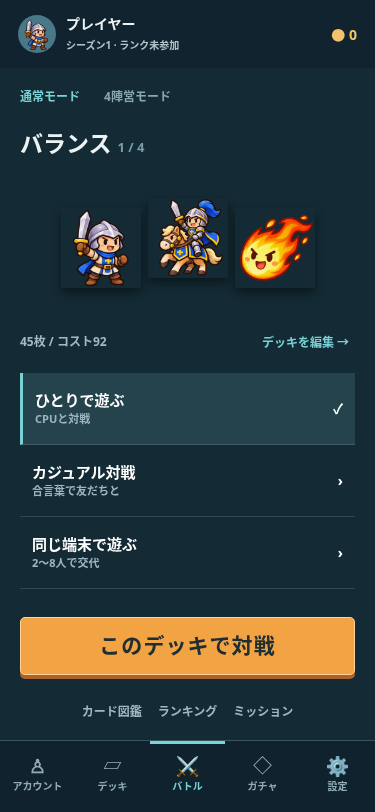 プレイヤー
シーズン1・ランク未参加
0
通常モード 4陣営モード
バランス 1 / 4
45枚 / コスト92
デッキを編集 →
ひとりで遊ぶ
CPUと対戦
カジュアル対戦
合言葉で友だちと
同じ端末で遊ぶ
2〜8人で交代
このデッキで対戦
カード図鑑 ランキング ミッション
アカウント デッキ バトル ガチャ 設定